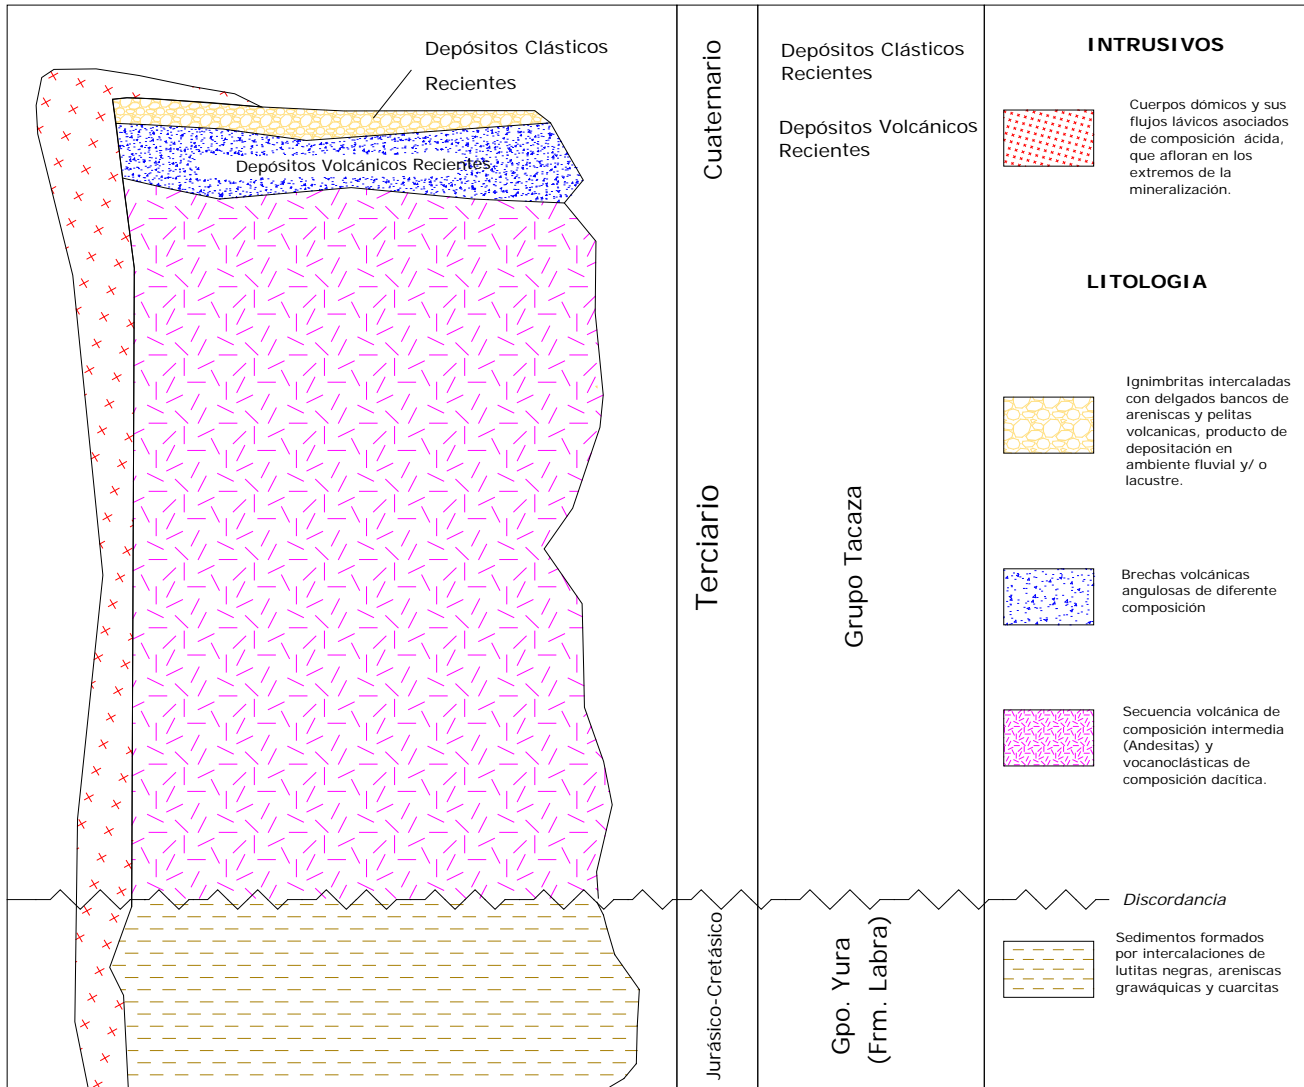 Depósitos Clásticos
Recientes
Depósitos Volcánicos Recientes
Cuaternario
Terciario
Jurásico-Cretásico
Depósitos Clásticos
Recientes
Depósitos Volcánicos
Recientes
Grupo Tacaza
Gpo. Yura
(Frm. Labra)
INTRUSIVOS
Cuerpos dómicos y sus
flujos lávicos asociados
de composición ácida,
que afloran en los
extremos de la
mineralización.
LITOLOGIA
Ignimbritas intercaladas
con delgados bancos de
areniscas y pelitas
volcanicas, producto de
depositación en
ambiente fluvial y/ o
lacustre.
Brechas volcánicas
angulosas de diferente
composición
Secuencia volcánica de
composición intermedia
(Andesitas) y
vocanoclásticas de
composición dacítica.
Discordancia
Sedimentos formados
por intercalaciones de
lutitas negras, areniscas
grawáquicas y cuarcitas